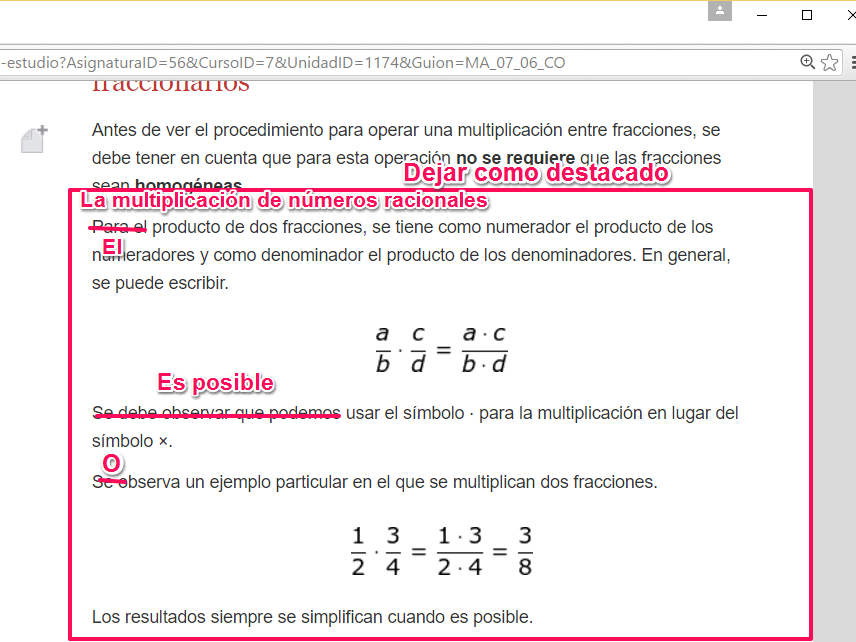 -estudio?AsignaturaID=56&CursoID=7&UnidadID=1174&Guion=MA_07_06_CO
fraccionarios
Antes de ver el procedimiento para operar una multiplicación entre fracciones, se
debe tener en cuenta que para esta operación no se requiere que las fracciones
sean homogéneas.
Dejar como destacado
La multiplicación de números racionales
Para el producto de dos fracciones, se tiene como numerador el producto de los
El
numeradores y como denominador el producto de los denominadores. En general,
se puede escribir.
a/b · c/d = a · c/b · d
Es posible
Se debe observar que podemos usar el símbolo · para la multiplicación en lugar del
símbolo ×.
O
Se observa un ejemplo particular en el que se multiplican dos fracciones.
1/2 · 3/4 = 1 · 3/2 · 4 = 3/8
Los resultados siempre se simplifican cuando es posible.